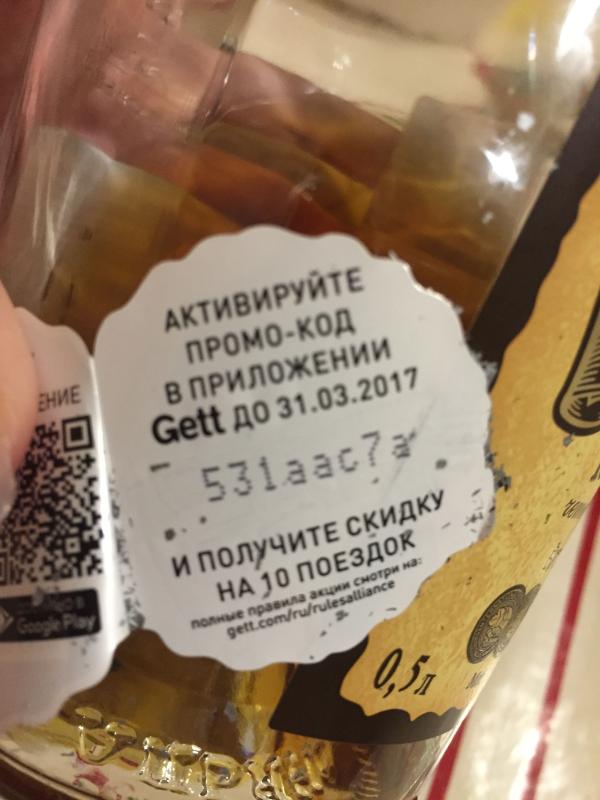 АКТИВИРУЙТЕ
ПРОМО-КОД
В ПРИЛОЖЕНИИ
Gett ДО 31.03.2017
531aac7a
И ПОЛУЧИТЕ СКИДКУ
НА 10 ПОЕЗДОК
полные правила акции смотри на:
gett.com/ru/rulesalliance
ЕНИЕ
Google Play
0,5л